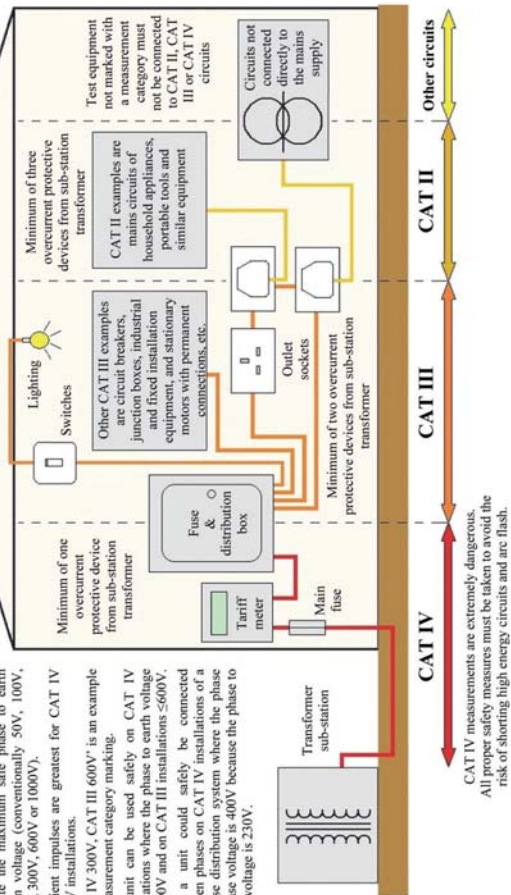 the maximum safe phase to earth
voltage (conventionally 50V, 100V,
300V, 600V or 1000V).
impulses are greatest for CAT IV
installations.
IV 300V, CAT III 600V' is an example
category marking.
unit can be used safely on CAT IV
where the phase to earth voltage
and on CAT III installations ≤600V.
a unit could safely be connected
phases on CAT IV installations of a
distribution system where the phase
voltage is 400V because the phase to
voltage is 230V.
Transformer
sub-station
Minimum of one
overcurrent
protective device
from sub-station
transformer
Tariff
meter
Main
fuse
Fuse
&
distribution
box
Switches
Lighting
Other CAT III examples
are circuit breakers,
junction boxes, industrial
and fixed installation
equipment, and stationary
motors with permanent
connections, etc.
Outlet
sockets
Minimum of two overcurrent
protective devices from sub-station
transformer
Minimum of three
overcurrent protective
devices from sub-station
transformer
CAT II examples are
mains circuits of
household appliances,
portable tools and
similar equipment
Test equipment
not marked with
a measurement
category must
not be connected
to CAT II, CAT
III or CAT IV
circuits
Circuits not
connected
directly to
the mains
supply
CAT IV
CAT III
CAT II
Other circuits
CAT IV measurements are extremely dangerous.
All proper safety measures must be taken to avoid the
risk of shorting high energy circuits and arc flash.